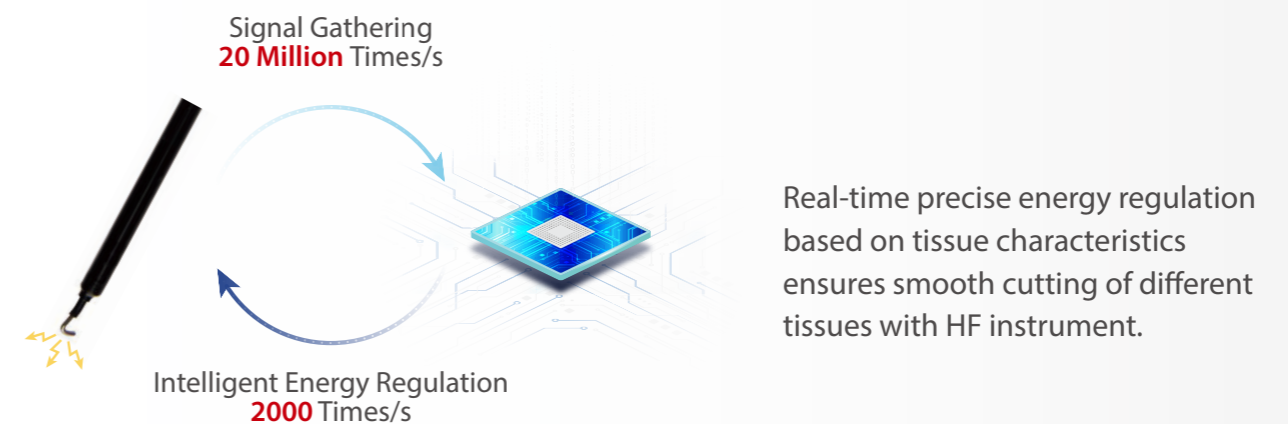 Signal Gathering
20 Million Times/s
Real-time precise energy regulation
based on tissue characteristics
ensures smooth cutting of different
tissues with HF instrument.
Intelligent Energy Regulation
2000 Times/s